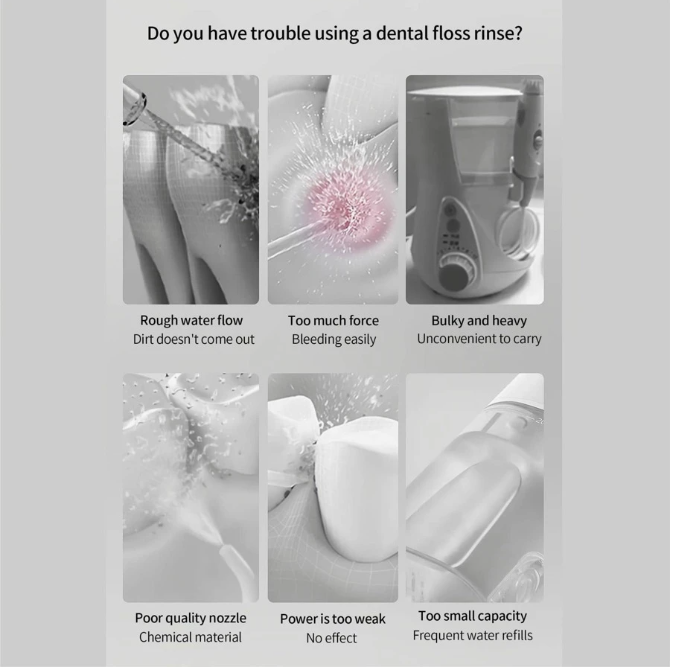 Do you have trouble using a dental floss rinse?
Rough water flow
Dirt doesn't come out
Too much force
Bleeding easily
Bulky and heavy
Unconvenient to carry
Poor quality nozzle
Chemical material
Power is too weak
No effect
Too small capacity
Frequent water refills